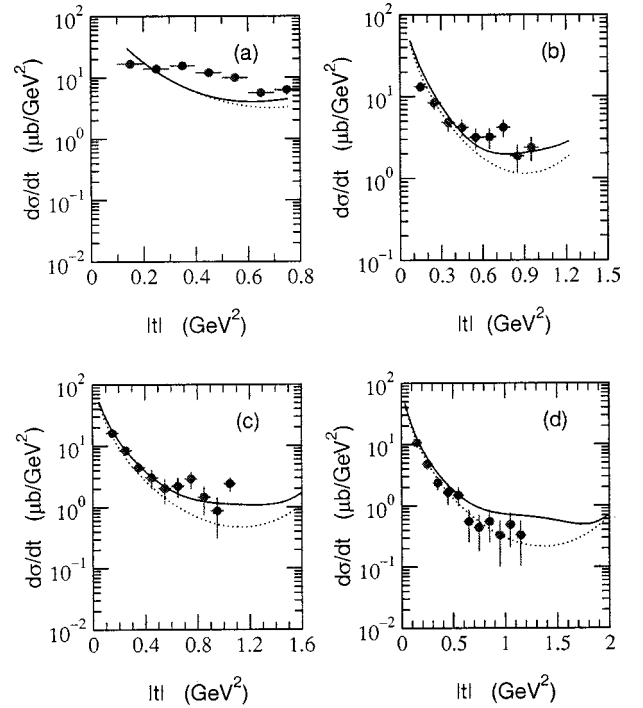 (a)
dσ/dt (μb/GeV²)
10²
10¹
10⁰
10⁻¹
10⁻²
0 0.2 0.4 0.6 0.8
|t| (GeV²)
(b)
dσ/dt (μb/GeV²)
10²
10¹
10⁰
10⁻¹
0 0.3 0.6 0.9 1.2 1.5
|t| (GeV²)
(c)
dσ/dt (μb/GeV²)
10²
10¹
10⁰
10⁻¹
10⁻²
0 0.4 0.8 1.2 1.6
|t| (GeV²)
(d)
dσ/dt (μb/GeV²)
10²
10¹
10⁰
10⁻¹
10⁻²
0 0.5 1 1.5 2
|t| (GeV²)